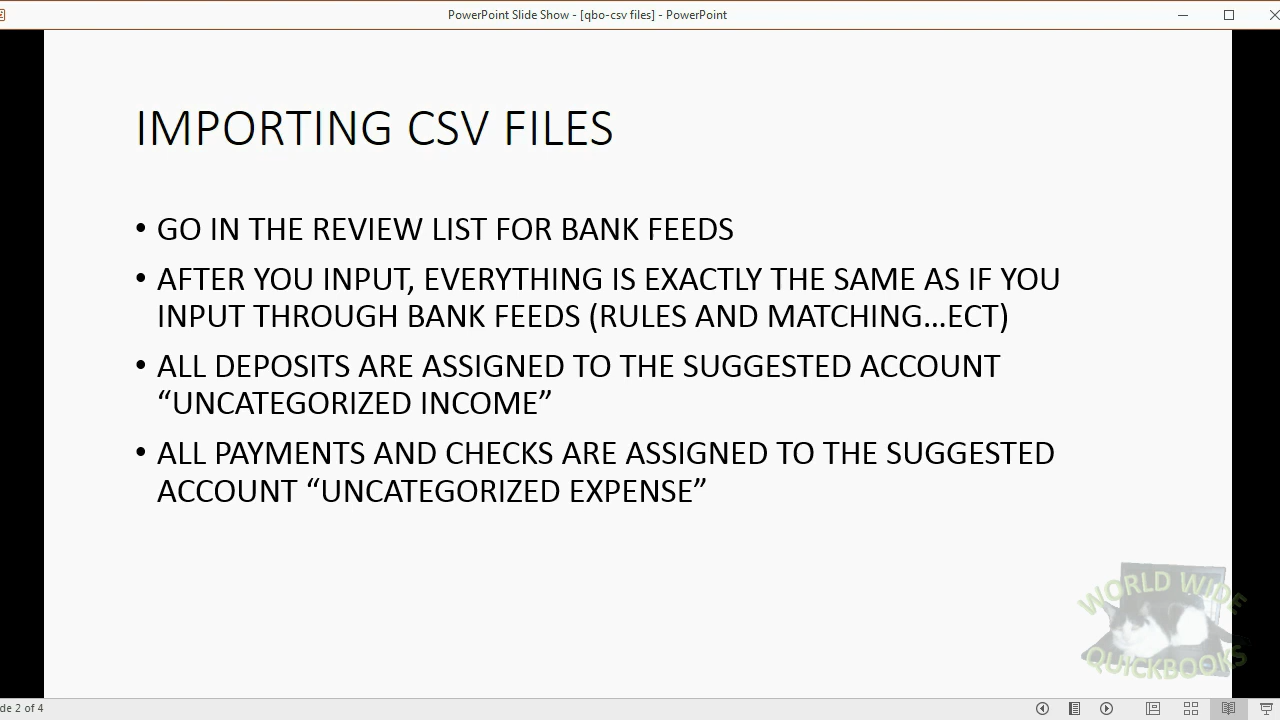 PowerPoint Slide Show - [qbo-csv files] - PowerPoint
IMPORTING CSV FILES
• GO IN THE REVIEW LIST FOR BANK FEEDS
• AFTER YOU INPUT, EVERYTHING IS EXACTLY THE SAME AS IF YOU
INPUT THROUGH BANK FEEDS (RULES AND MATCHING...ECT)
• ALL DEPOSITS ARE ASSIGNED TO THE SUGGESTED ACCOUNT
“UNCATEGORIZED INCOME”
• ALL PAYMENTS AND CHECKS ARE ASSIGNED TO THE SUGGESTED
ACCOUNT “UNCATEGORIZED EXPENSE”
WORLD WIDE
QUICKBOOKS
de 2 of 4